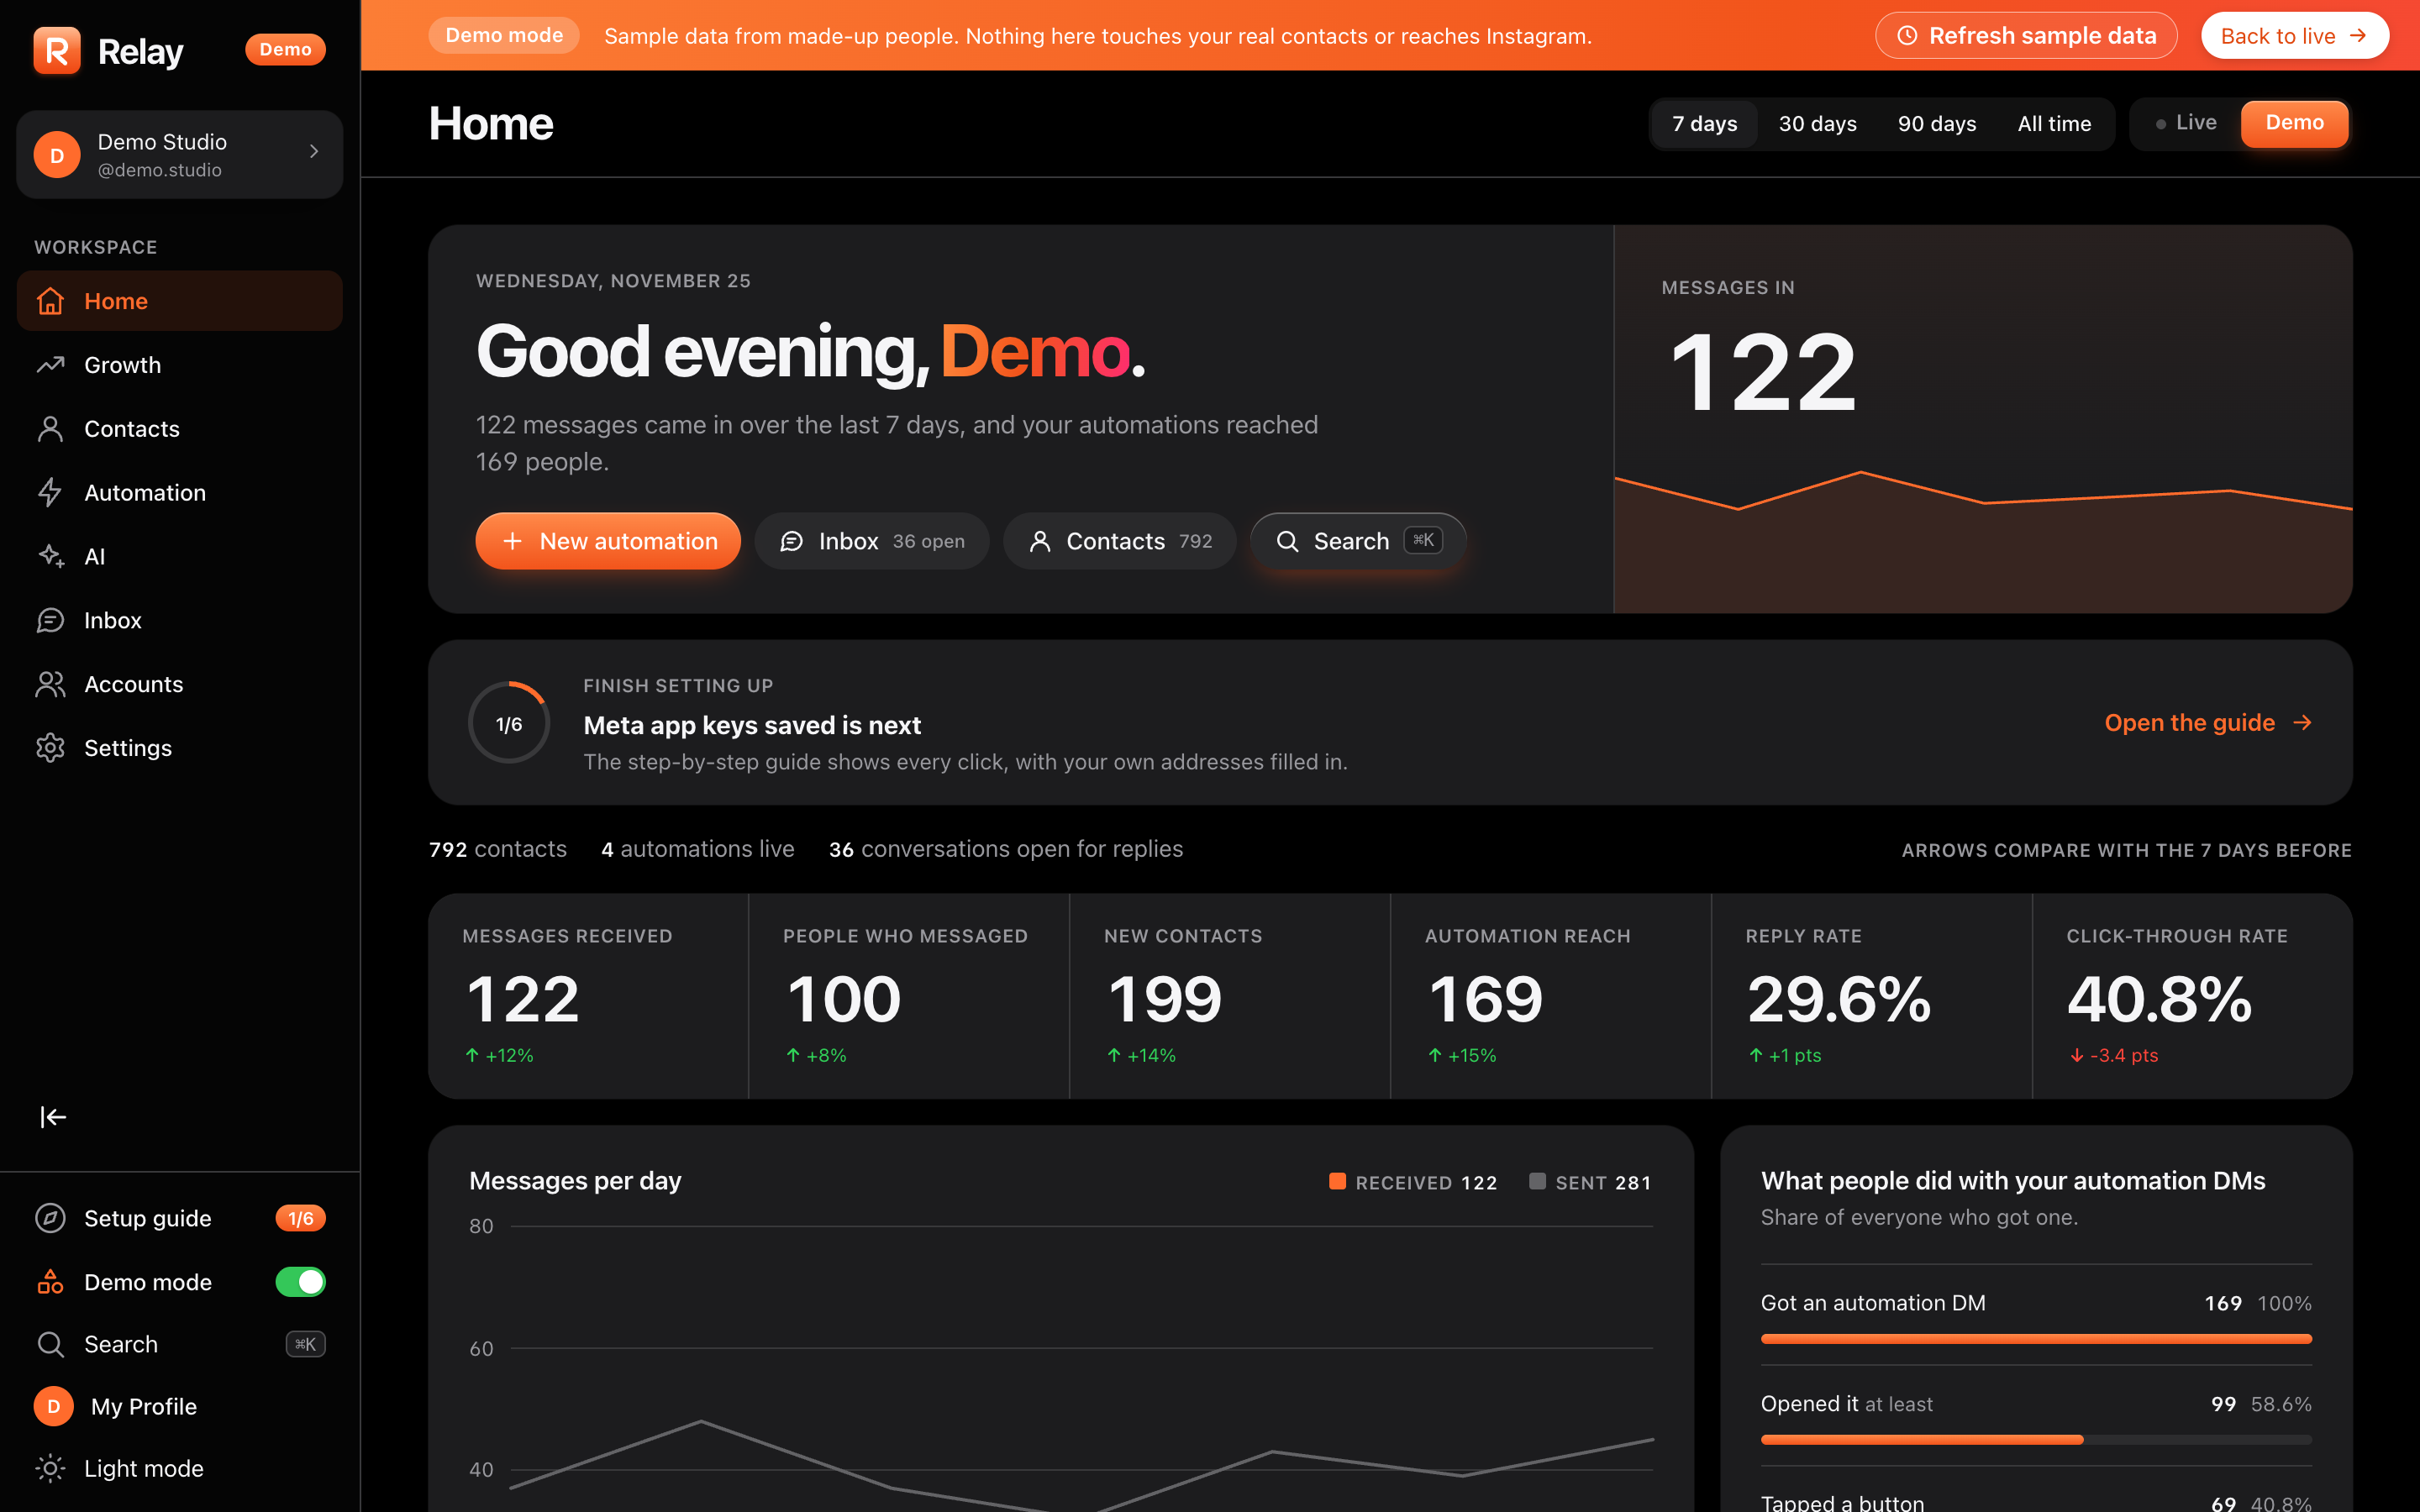 Relay
Demo
Demo Studio
@demo.studio
D
WORKSPACE
Home
Growth
Contacts
Automation
AI
Inbox
Accounts
Settings
Setup guide 1/6
Demo mode
Search ⌘K
D My Profile
Light mode
Demo mode Sample data from made-up people. Nothing here touches your real contacts or reaches Instagram. Refresh sample data Back to live →
Home
7 days 30 days 90 days All time Live Demo
WEDNESDAY, NOVEMBER 25
Good evening, Demo.
122 messages came in over the last 7 days, and your automations reached
169 people.
+ New automation Inbox 36 open Contacts 792 Search ⌘K
MESSAGES IN
122
1/6
FINISH SETTING UP
Meta app keys saved is next
The step-by-step guide shows every click, with your own addresses filled in.
Open the guide →
792 contacts 4 automations live 36 conversations open for replies
ARROWS COMPARE WITH THE 7 DAYS BEFORE
MESSAGES RECEIVED
122
↑ +12%
PEOPLE WHO MESSAGED
100
↑ +8%
NEW CONTACTS
199
↑ +14%
AUTOMATION REACH
169
↑ +15%
REPLY RATE
29.6%
↑ +1 pts
CLICK-THROUGH RATE
40.8%
↓ -3.4 pts
Messages per day
RECEIVED 122 SENT 281
80
60
40
What people did with your automation DMs
Share of everyone who got one.
Got an automation DM 169 100%
Opened it at least 99 58.6%
Tapped a button 69 40.8%